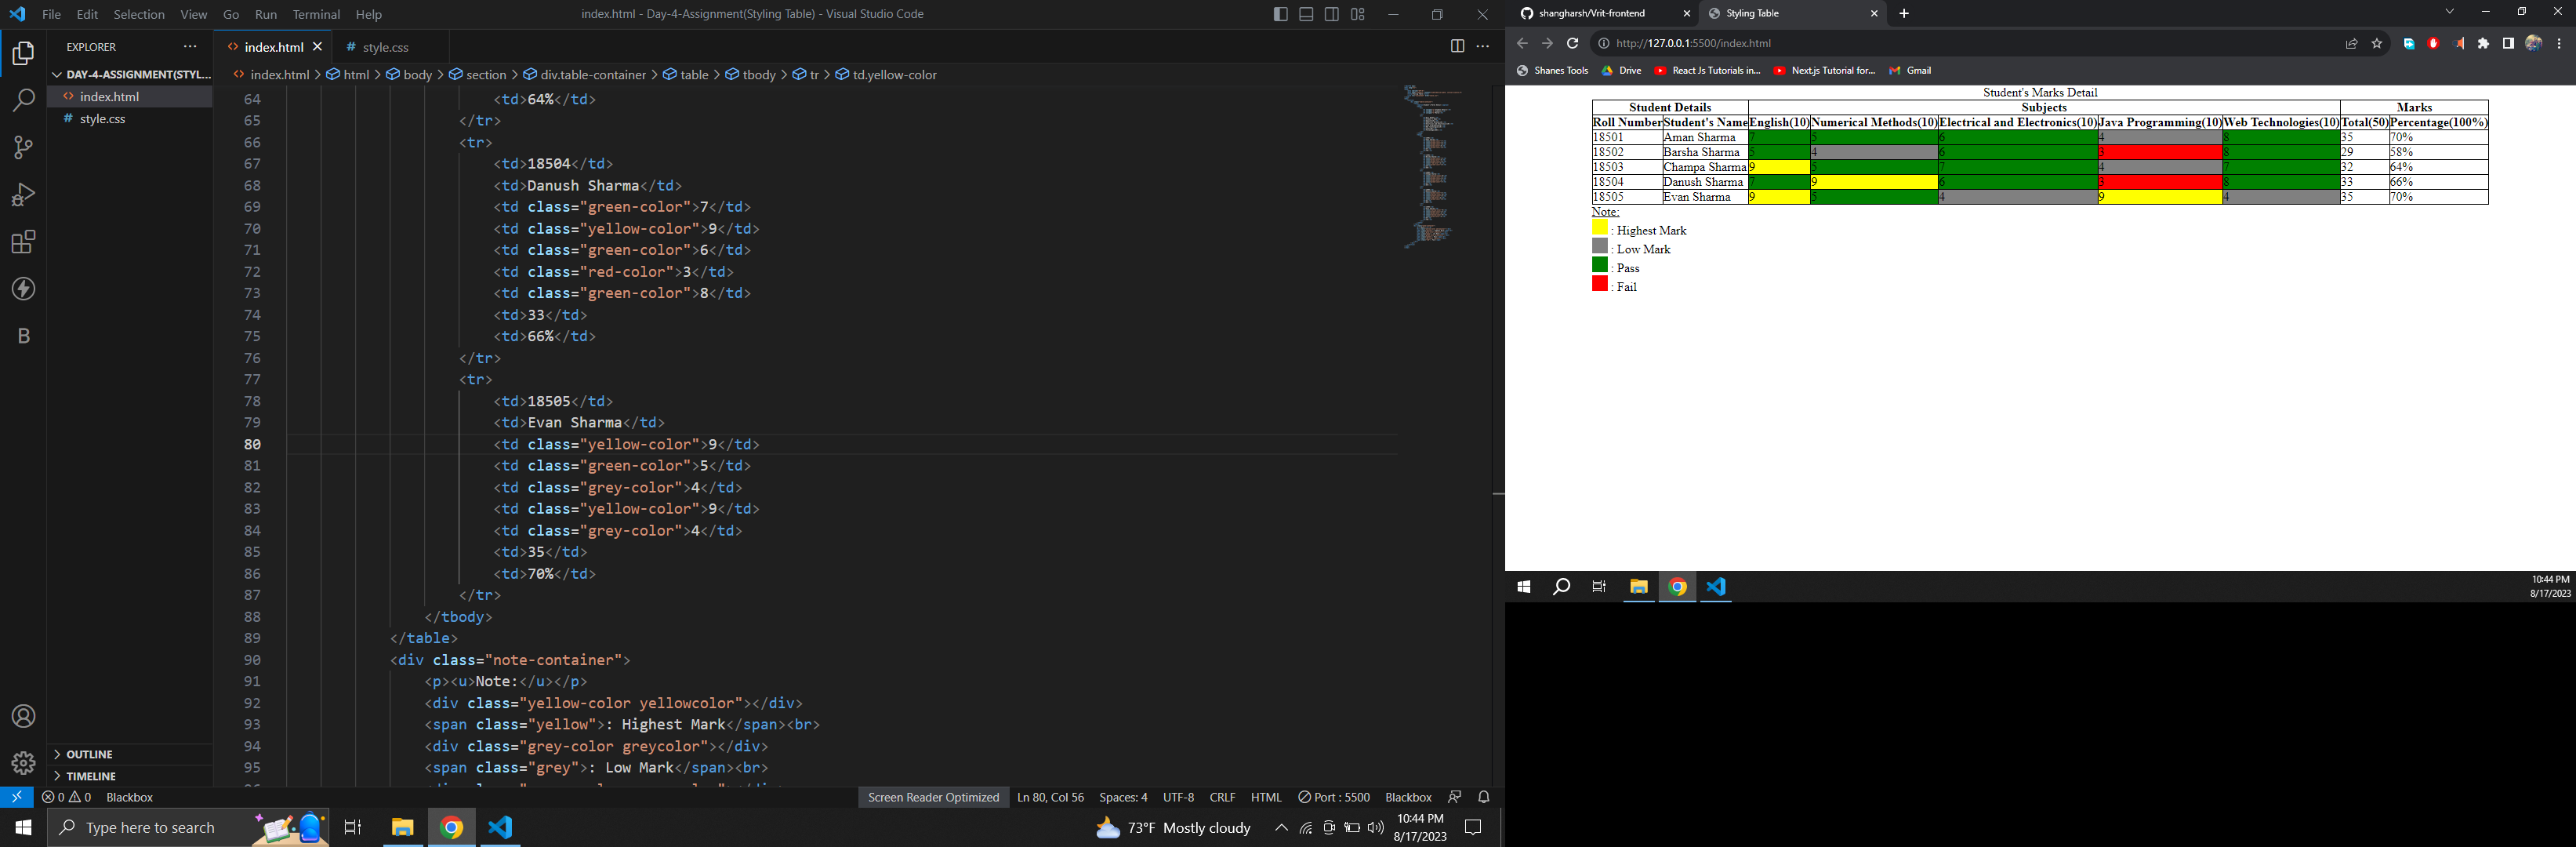 File Edit Selection View Go Run Terminal Help
index.html - Day-4-Assignment(Styling Table) - Visual Studio Code
EXPLORER
DAY-4-ASSIGNMENT(STYL...
<> index.html
# style.css
<> index.html
# style.css
<> index.html > html > body > section > div.table-container > table > tbody > tr > td.yellow-color
64 <td>64%</td>
65 </tr>
66 <tr>
67 <td>18504</td>
68 <td>Danush Sharma</td>
69 <td class="green-color">7</td>
70 <td class="yellow-color">9</td>
71 <td class="green-color">6</td>
72 <td class="red-color">3</td>
73 <td class="green-color">8</td>
74 <td>33</td>
75 <td>66%</td>
76 </tr>
77 <tr>
78 <td>18505</td>
79 <td>Evan Sharma</td>
80 <td class="yellow-color">9</td>
81 <td class="green-color">5</td>
82 <td class="grey-color">4</td>
83 <td class="yellow-color">9</td>
84 <td class="grey-color">4</td>
85 <td>35</td>
86 <td>70%</td>
87 </tr>
88 </tbody>
89 </table>
90 <div class="note-container">
91 <p><u>Note:</u></p>
92 <div class="yellow-color yellowcolor"></div>
93 <span class="yellow">: Highest Mark</span><br>
94 <div class="grey-color greycolor"></div>
95 <span class="grey">: Low Mark</span><br>
B
OUTLINE
TIMELINE
0 0 Blackbox
Screen Reader Optimized Ln 80, Col 56 Spaces: 4 UTF-8 CRLF HTML Port : 5500 Blackbox
Type here to search
73°F Mostly cloudy
10:44 PM
8/17/2023
shangharsh/Vrit-frontend
Styling Table
http://127.0.0.1:5500/index.html
Shanes Tools Drive React Js Tutorials in... Next.js Tutorial for... Gmail
Student's Marks Detail
Student Details Subjects Marks
Roll Number Student's Name English(10) Numerical Methods(10) Electrical and Electronics(10) Java Programming(10) Web Technologies(10) Total(50) Percentage(100%)
18501 Aman Sharma 7 5 6 4 8 35 70%
18502 Barsha Sharma 5 4 6 3 8 29 58%
18503 Champa Sharma 9 5 7 4 7 32 64%
18504 Danush Sharma 7 9 6 3 8 33 66%
18505 Evan Sharma 9 5 4 9 4 35 70%
Note:
: Highest Mark
: Low Mark
: Pass
: Fail
10:44 PM
8/17/2023